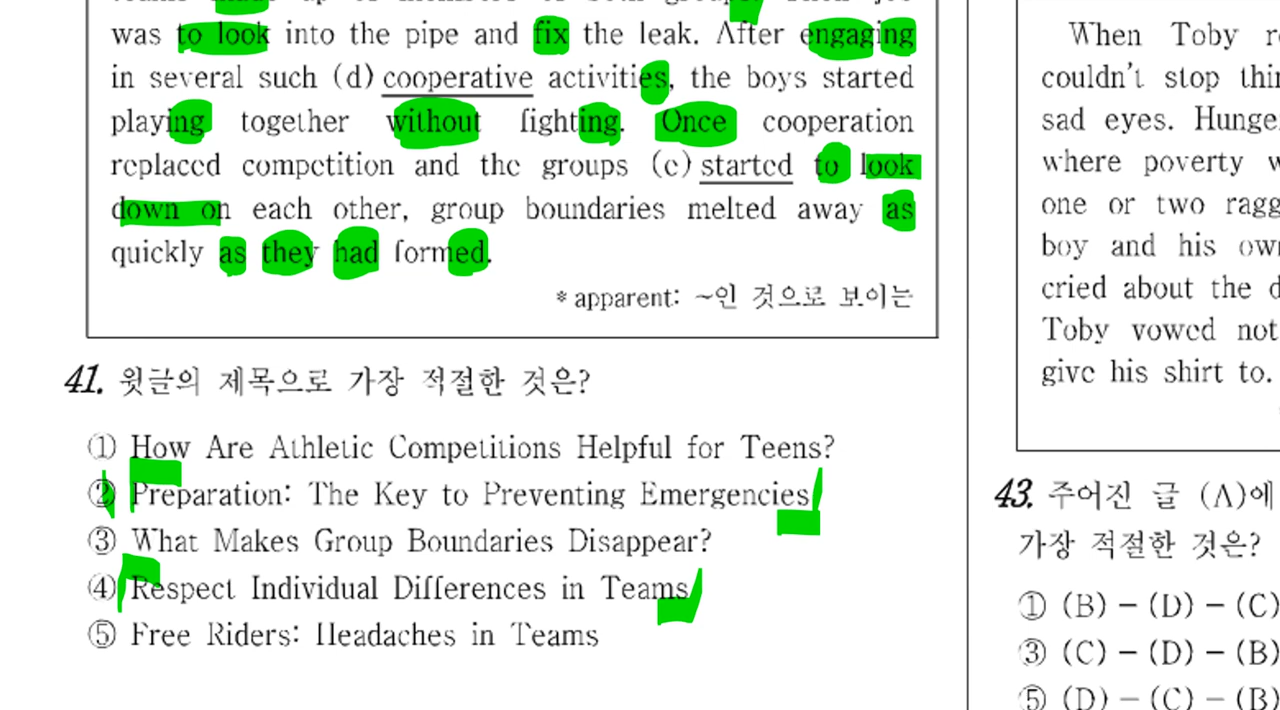 was to look into the pipe and fix the leak. After engaging
in several such (d) cooperative activities, the boys started
playing together without fighting. Once cooperation
replaced competition and the groups (e) started to look
down on each other, group boundaries melted away as
quickly as they had formed.
* apparent: ~인 것으로 보이는
41. 윗글의 제목으로 가장 적절한 것은?
① How Are Athletic Competitions Helpful for Teens?
② Preparation: The Key to Preventing Emergencies
③ What Makes Group Boundaries Disappear?
④ Respect Individual Differences in Teams
⑤ Free Riders: Headaches in Teams
When Toby
couldn't stop
sad eyes.
where poverty
one or two
boy and his
cried about the
Toby vowed not
give his shirt to.
43. 주어진 글 (A)에
가장 적절한 것은?
① (B) − (D) − (C)
③ (C) − (D) − (B)
⑤ (D) − (C) − (B)